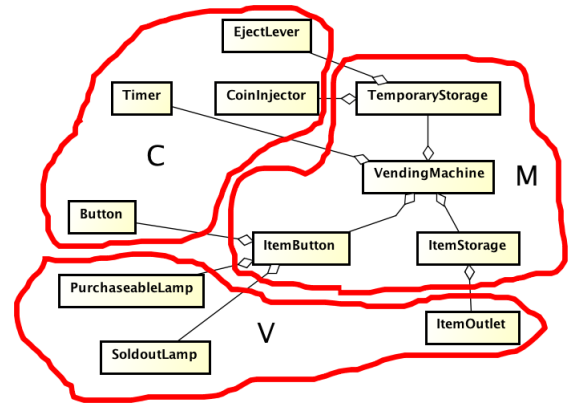 EjectLever
Timer
CoinInjector
TemporaryStorage
C
VendingMachine
M
Button
ItemButton
ItemStorage
PurchaseableLamp
V
ItemOutlet
SoldoutLamp